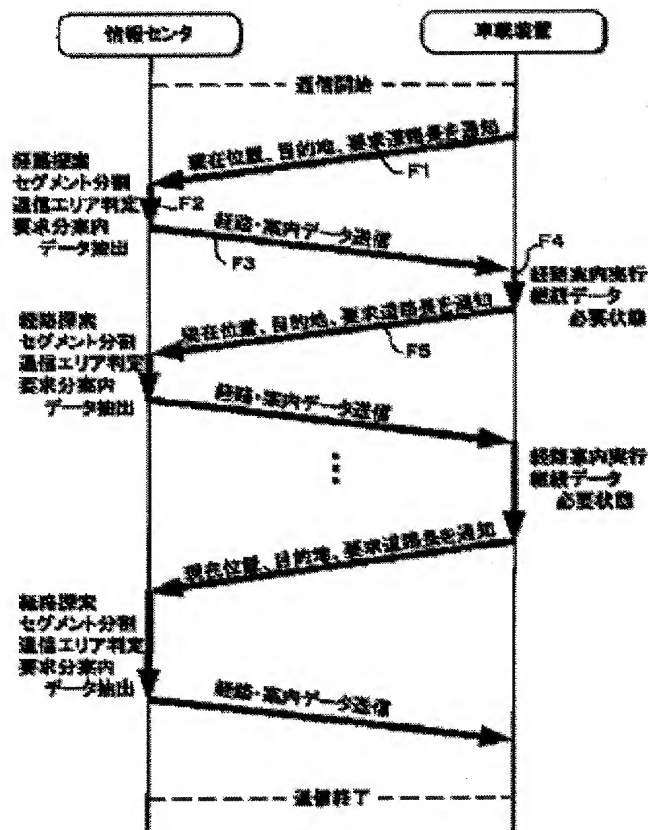 情報センタ
車載装置
通信開始
現在位置、目的地、要求道路長を通知
F1
経路探索
セグメント分割
通信エリア判定
要求分案内
データ抽出
F2
経路・案内データ送信
F3
F4
経路案内実行
継続データ
必要状態
現在位置、目的地、要求道路長を通知
F5
経路探索
セグメント分割
通信エリア判定
要求分案内
データ抽出
経路・案内データ送信
経路案内実行
継続データ
必要状態
現在位置、目的地、要求道路長を通知
経路探索
セグメント分割
通信エリア判定
要求分案内
データ抽出
経路・案内データ送信
通信終了